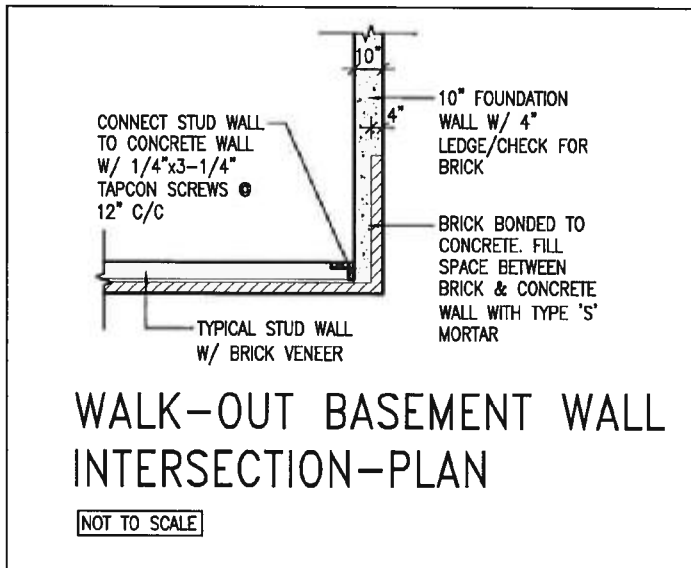 10"
10" FOUNDATION
WALL W/ 4"
LEDGE/CHECK FOR
BRICK
4"
CONNECT STUD WALL
TO CONCRETE WALL
W/ 1/4"x3-1/4"
TAPCON SCREWS @
12" C/C
BRICK BONDED TO
CONCRETE. FILL
SPACE BETWEEN
BRICK & CONCRETE
WALL WITH TYPE 'S'
MORTAR
TYPICAL STUD WALL
W/ BRICK VENEER
WALK-OUT BASEMENT WALL
INTERSECTION-PLAN
NOT TO SCALE